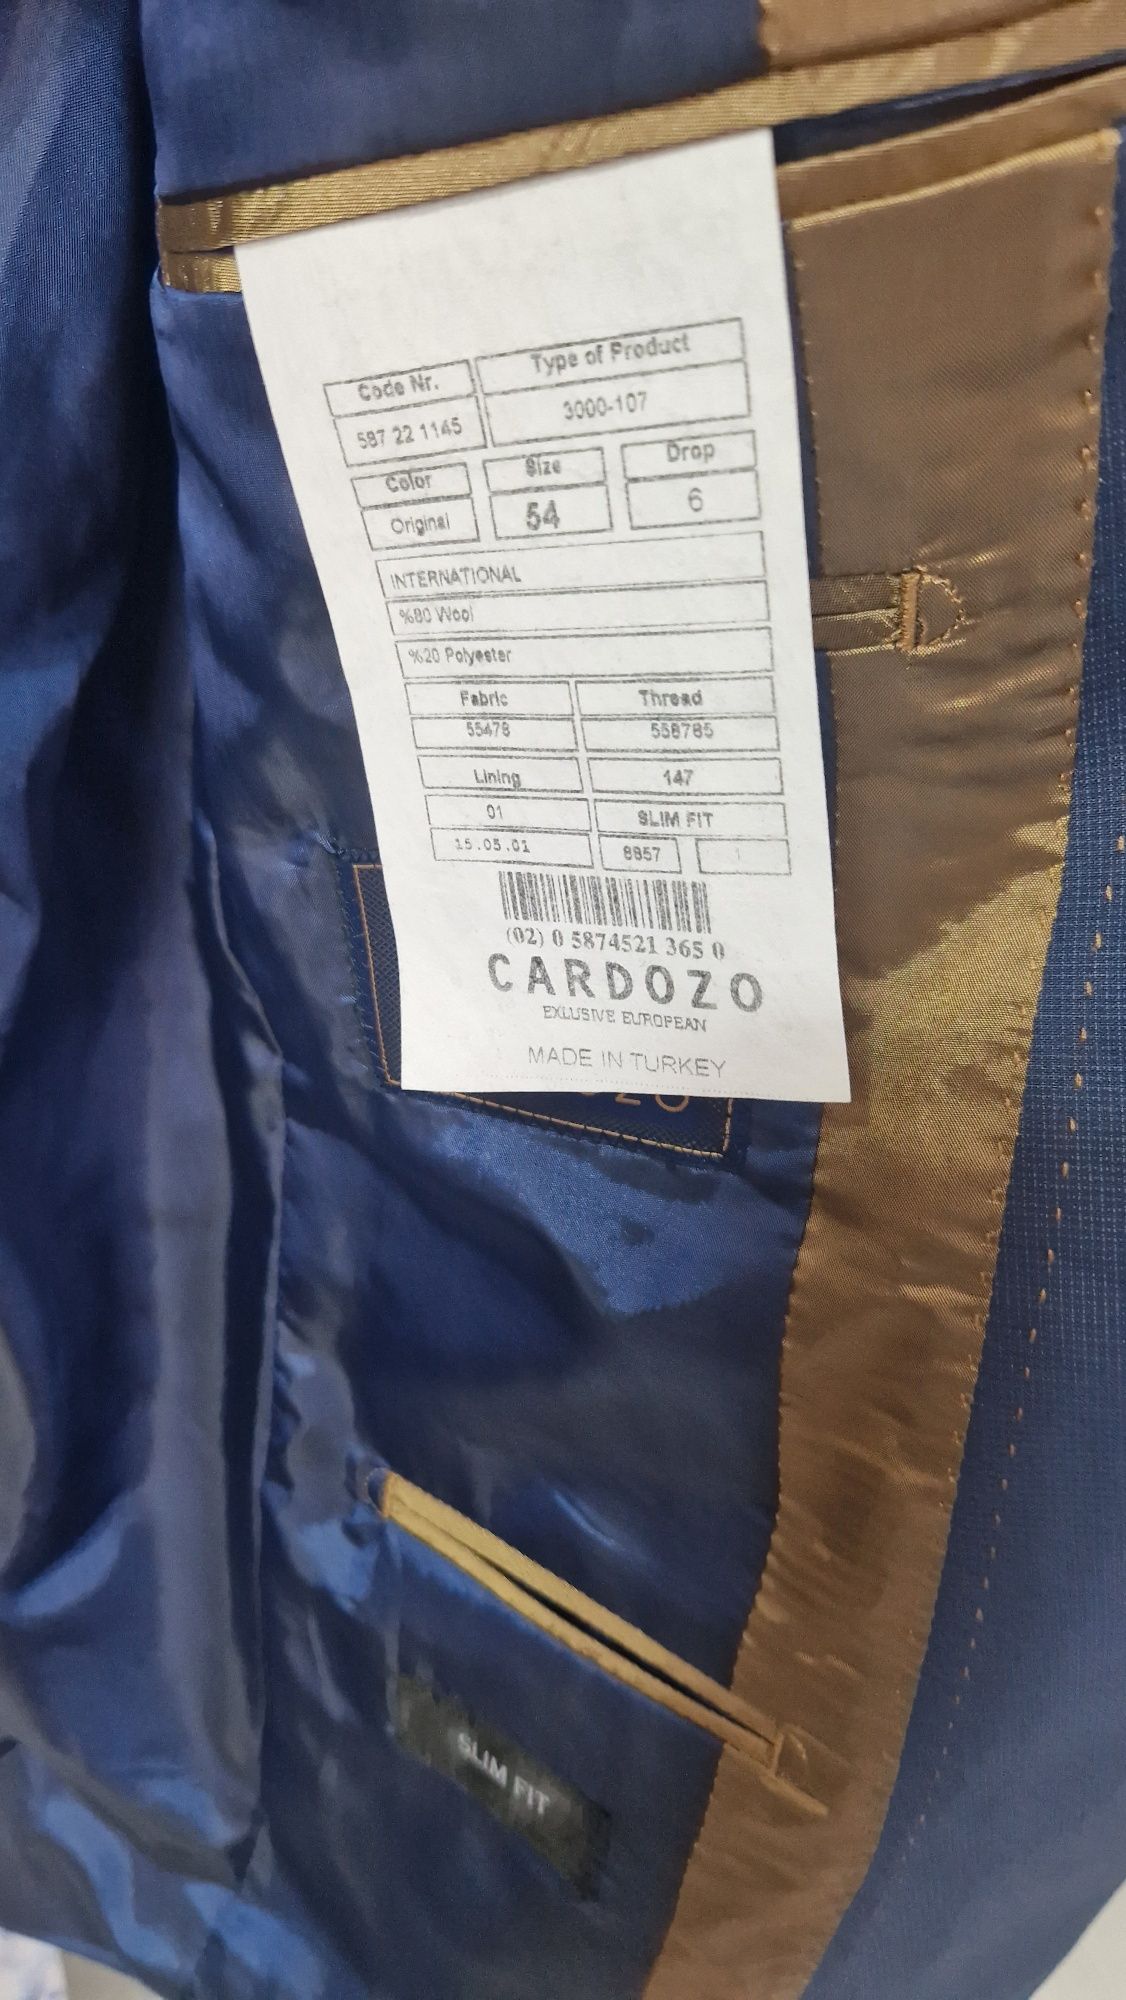 Code Nr. Type of Product
587 22 1145 3000-107
Color Size Drop
Original 54 6
INTERNATIONAL
%80 Wool
%20 Polyester
Fabric Thread
55478 558785
Lining 147
01 SLIM FIT
15.05.01 8857 1
(02) 0 5874521 365 0
CARDOZO
EXLUSIVE EUROPEAN
MADE IN TURKEY
SLIM FIT